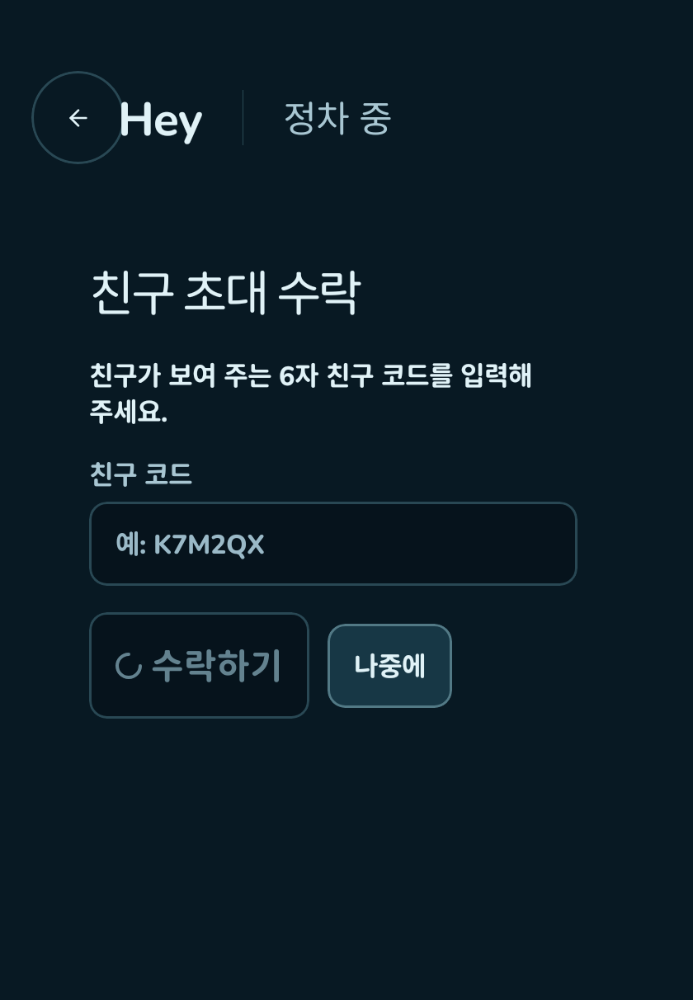 Hey 정차 중
친구 초대 수락
친구가 보여 주는 6자 친구 코드를 입력해
주세요.
친구 코드
예: K7M2QX
수락하기 나중에